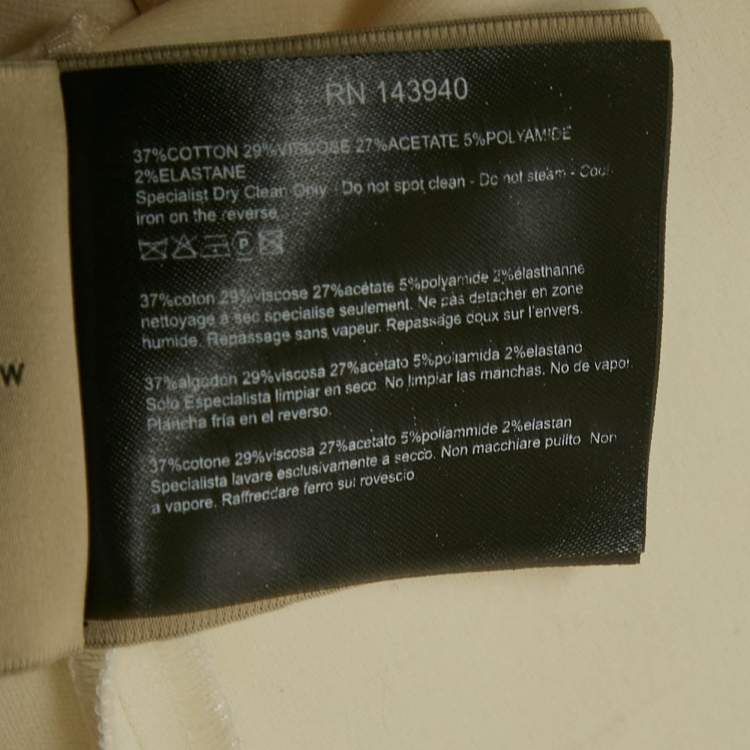 RN 143940
37%COTTON 29%VISCOSE 27%ACETATE 5%POLYAMIDE
2%ELASTANE
Specialist Dry Clean Only - Do not spot clean - Do not steam - Cool
iron on the reverse
P
37%coton 29%viscose 27%acétate 5%polyamide 2%élasthanne
nettoyage a sec specialise seulement. Ne pas detacher en zone
humide. Repassage sans vapeur. Repassage doux sur l'envers.
37%algodon 29%viscosa 27%acetato 5%poliamida 2%elastano
Solo Especialista limpiar en seco. No limpiar las manchas. No de vapor
Plancha fria en el reverso.
37%cotone 29%viscosa 27%acetato 5%poliammide 2%elastan
Specialista lavare esclusivamente a secco. Non macchiare pulito. Non
a vapore. Raffreddare ferro sul rovescio
W